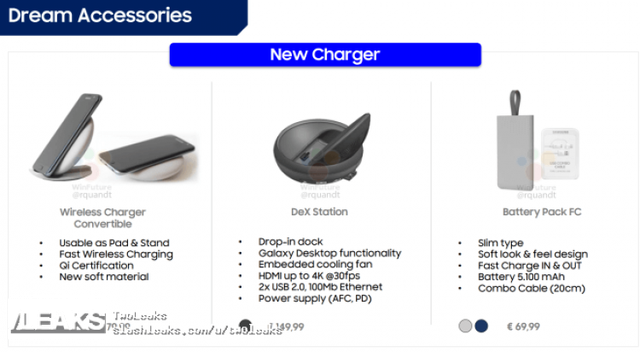 Dream Accessories
New Charger
WinFuture
@rquandt
WinFuture
@rquandt
WinFuture
@rquandt
Wireless Charger
Convertible
• Usable as Pad & Stand
• Fast Wireless Charging
• Qi Certification
• New soft material
DeX Station
• Drop-in dock
• Galaxy Desktop functionality
• Embedded cooling fan
• HDMI up to 4K @30fps
• 2x USB 2.0, 100Mb Ethernet
• Power supply (AFC, PD)
149,99
Battery Pack FC
• Slim type
• Soft look & feel design
• Fast Charge IN & OUT
• Battery 5.100 mAh
• Combo Cable (20cm)
€ 69,99
/LEAKS
TwoLeaks
slashleaks.com/u/twoleaks